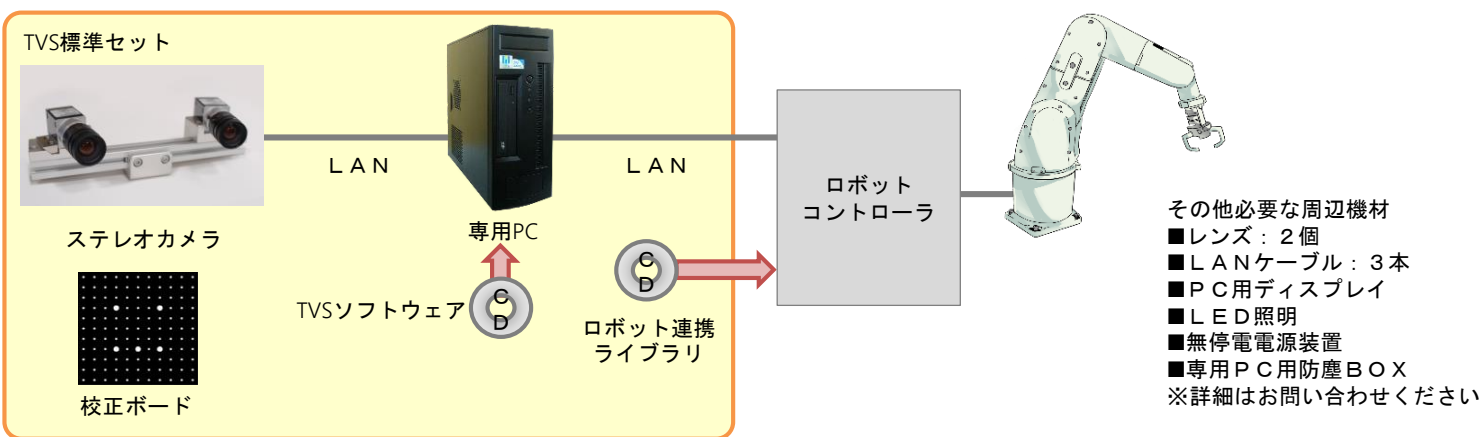 TVS標準セット
ＬＡＮ
ＬＡＮ
ステレオカメラ
専用PC
ロボット
コントローラ
CD
CD
TVSソフトウェア
ロボット連携
ライブラリ
校正ボード
その他必要な周辺機材
■レンズ：２個
■ＬＡＮケーブル：３本
■ＰＣ用ディスプレイ
■ＬＥＤ照明
■無停電電源装置
■専用ＰＣ用防塵ＢＯＸ
※詳細はお問い合わせください